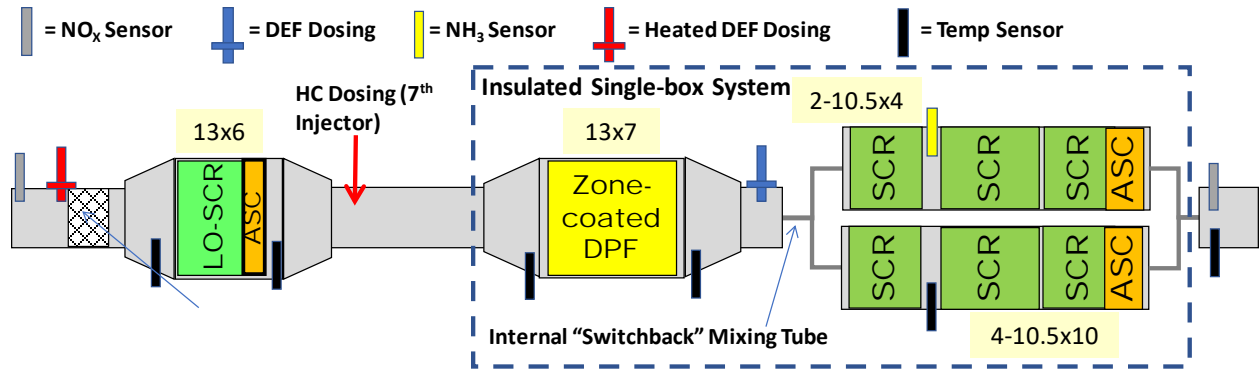 = NOX Sensor
= DEF Dosing
= NH3 Sensor
= Heated DEF Dosing
= Temp Sensor
HC Dosing (7th
Injector)
Insulated Single-box System
13x6
13x7
2-10.5x4
LO-SCR
ASC
Zone-
coated
DPF
SCR
SCR
SCR
ASC
SCR
SCR
SCR
ASC
Internal “Switchback” Mixing Tube
4-10.5x10